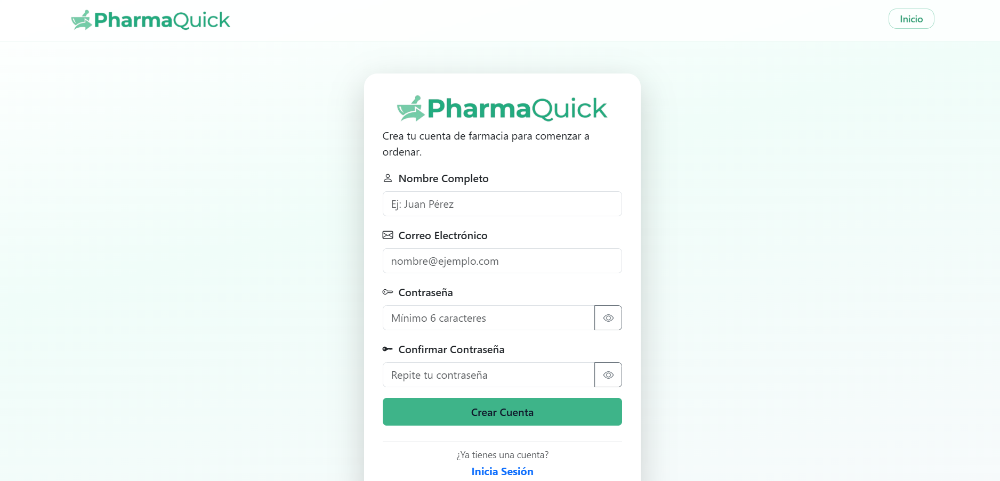 PharmaQuick
Inicio
PharmaQuick
Crea tu cuenta de farmacia para comenzar a
ordenar.
Nombre Completo
Ej: Juan Pérez
Correo Electrónico
nombre@ejemplo.com
Contraseña
Mínimo 6 caracteres
Confirmar Contraseña
Repite tu contraseña
Crear Cuenta
¿Ya tienes una cuenta?
Inicia Sesión